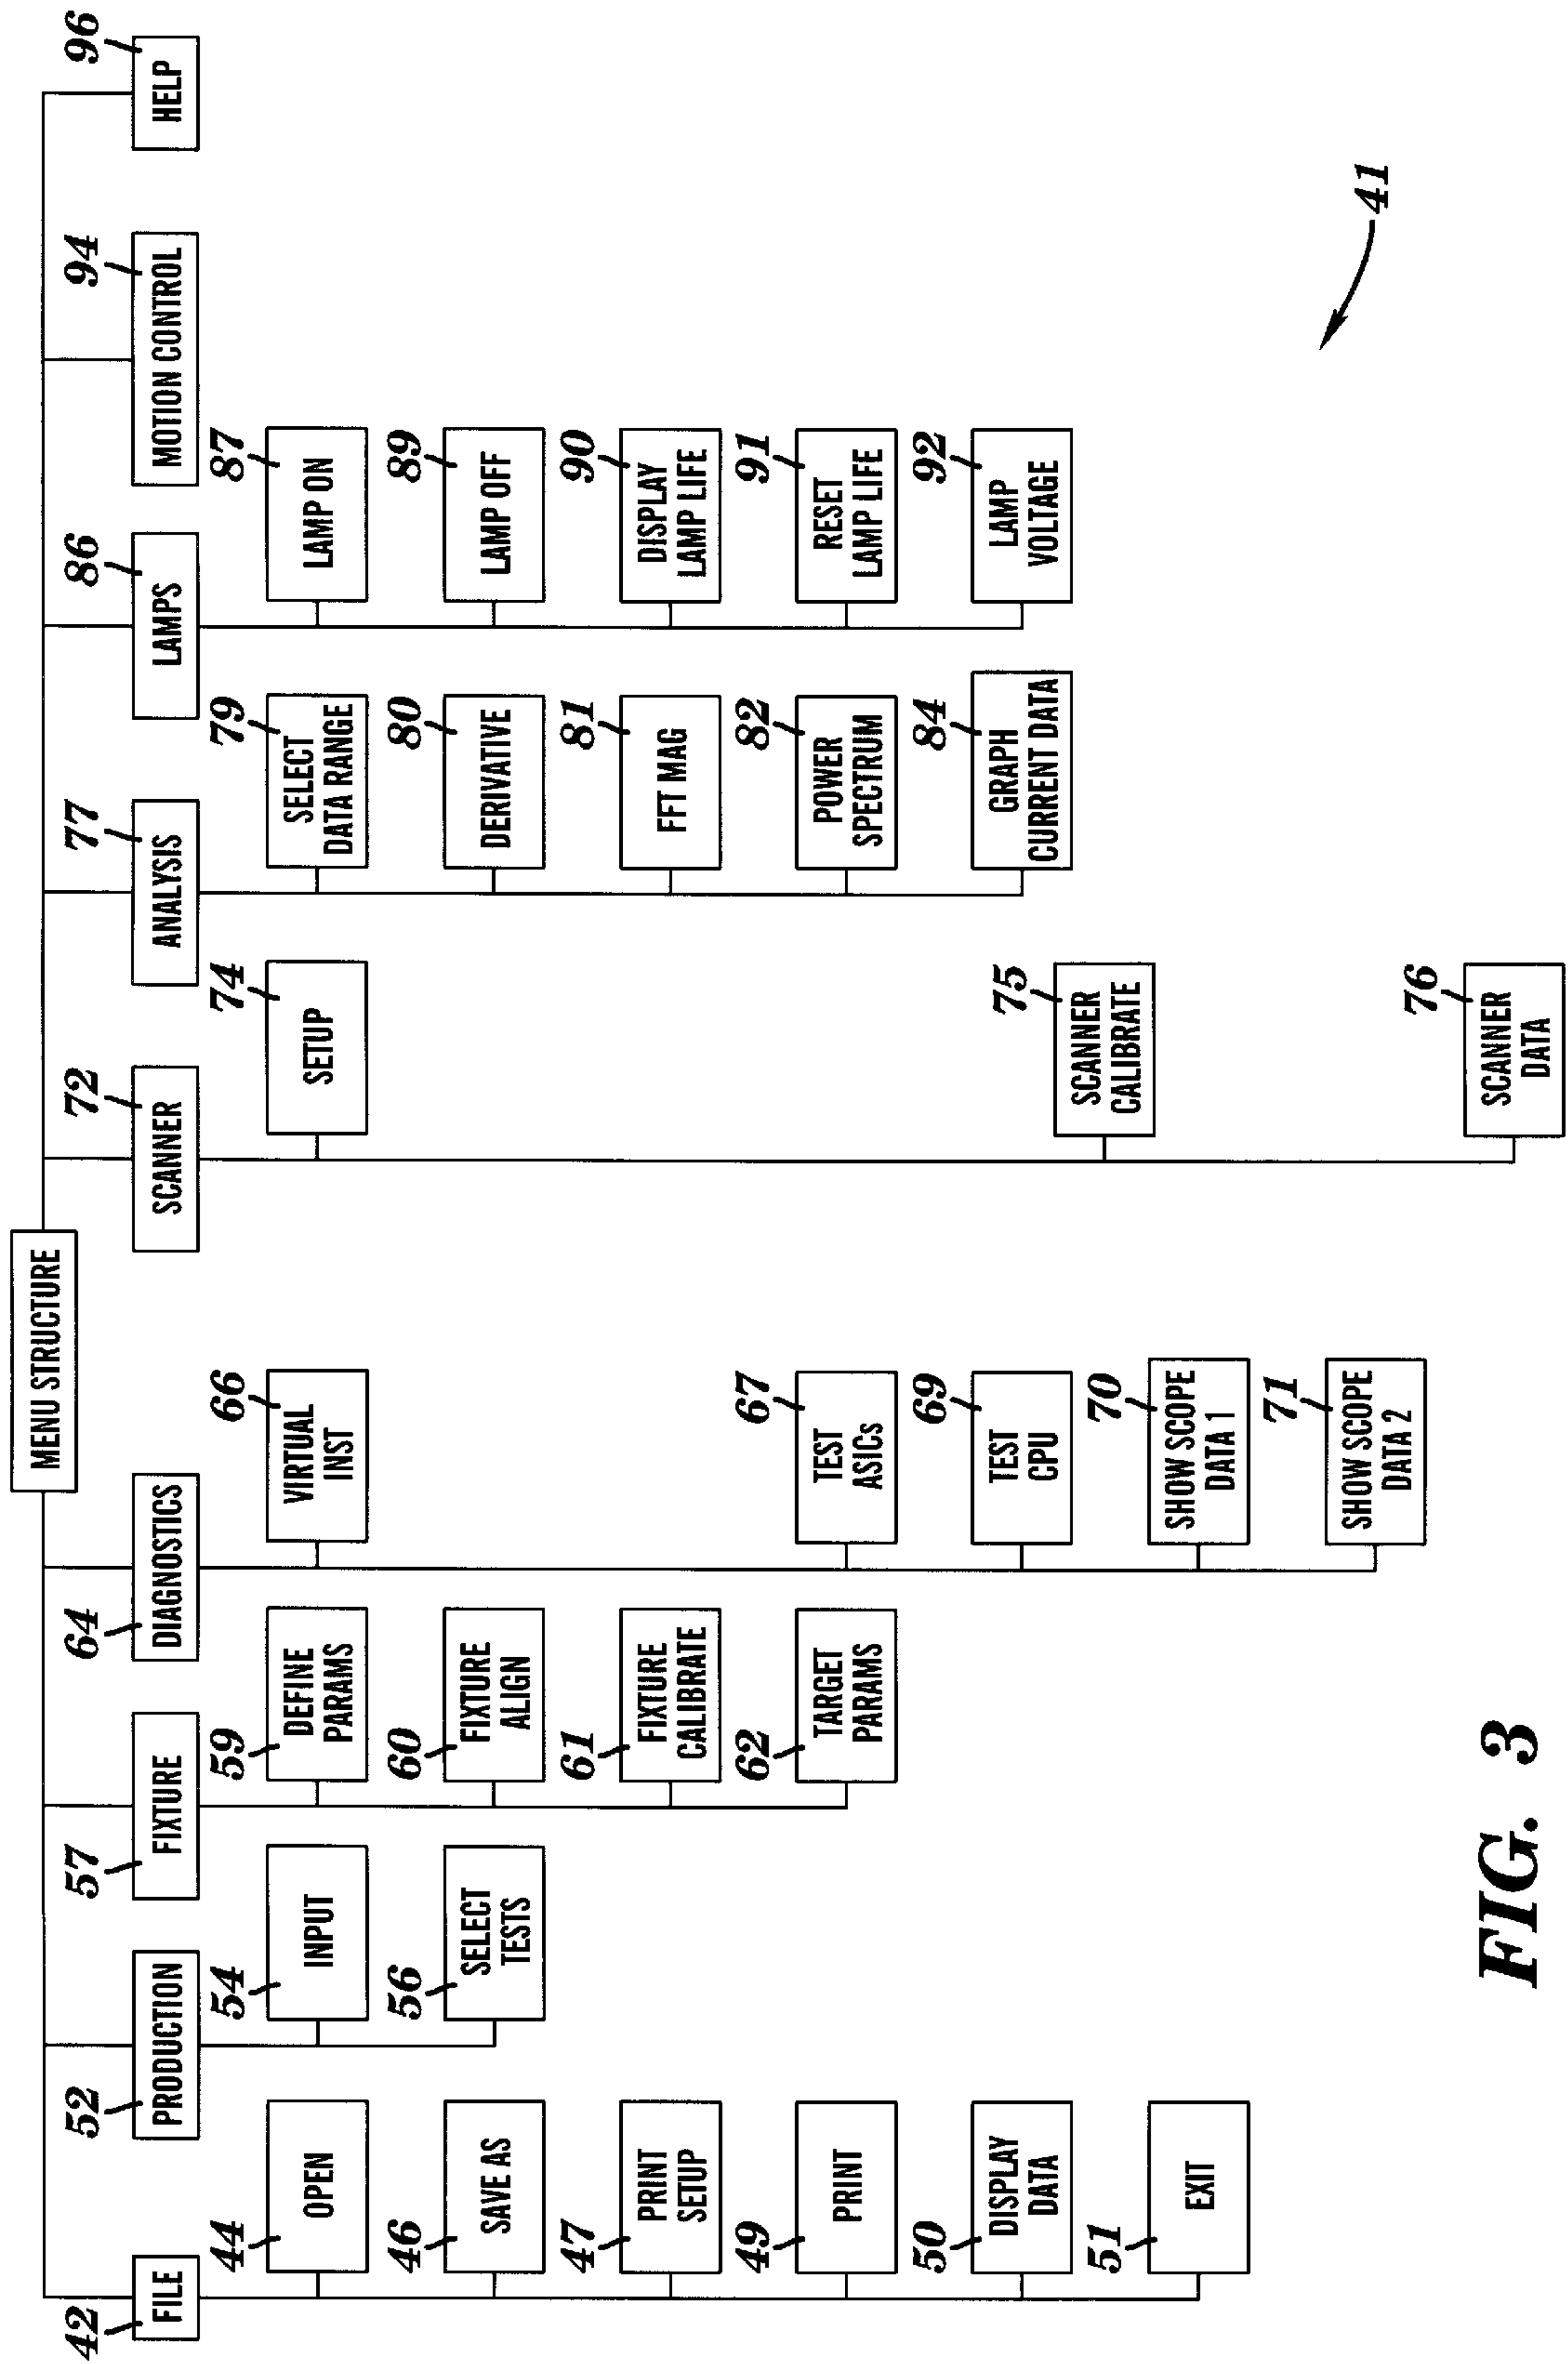 MENU STRUCTURE
42
FILE
44
OPEN
46
SAVE AS
47
PRINT
SETUP
49
PRINT
50
DISPLAY
DATA
51
EXIT
52
PRODUCTION
54
INPUT
56
SELECT
TESTS
57
FIXTURE
59
DEFINE
PARAMS
60
FIXTURE
ALIGN
61
FIXTURE
CALIBRATE
62
TARGET
PARAMS
64
DIAGNOSTICS
66
VIRTUAL
INST
67
TEST
ASICs
69
TEST
CPU
70
SHOW SCOPE
DATA 1
71
SHOW SCOPE
DATA 2
72
SCANNER
74
SETUP
75
SCANNER
CALIBRATE
76
SCANNER
DATA
77
ANALYSIS
79
SELECT
DATA RANGE
80
DERIVATIVE
81
FFT MAG
82
POWER
SPECTRUM
84
GRAPH
CURRENT DATA
86
LAMPS
87
LAMP ON
89
LAMP OFF
90
DISPLAY
LAMP LIFE
91
RESET
LAMP LIFE
92
LAMP
VOLTAGE
94
MOTION CONTROL
96
HELP
41
FIG. 3